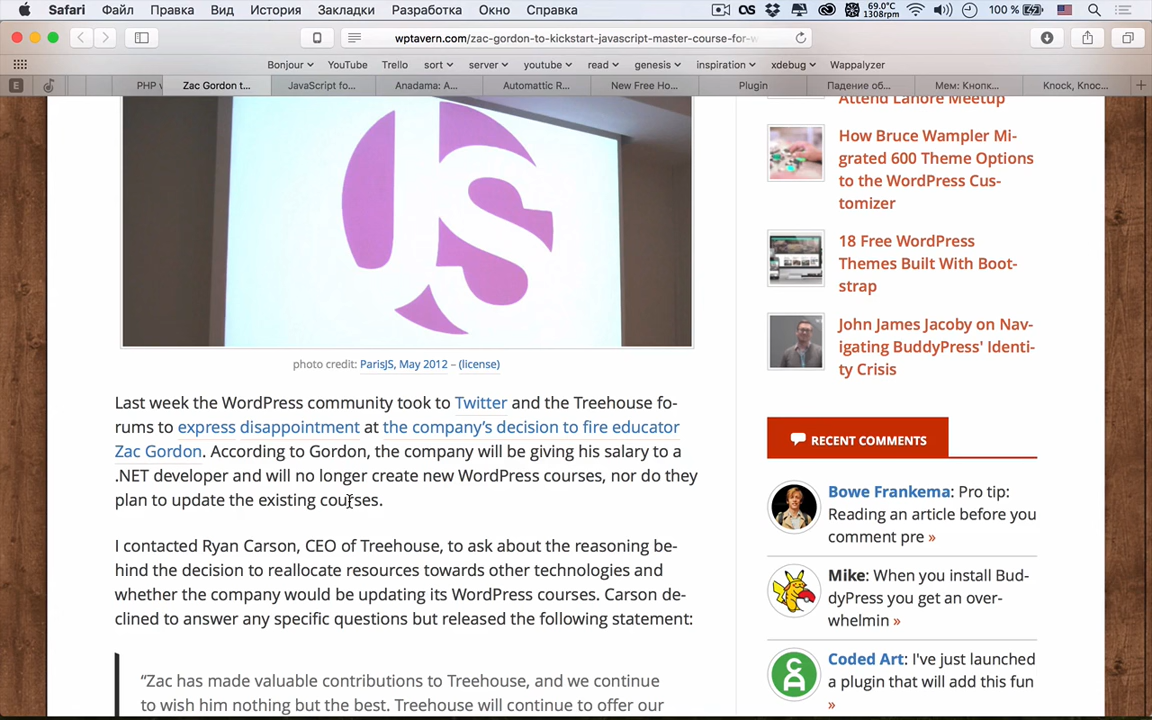 Safari Файл Правка Вид История Закладки Разработка Окно Справка 69.0°C 1308rpm 100 %
wptavern.com/zac-gordon-to-kickstart-javascript-master-course-for-w
Bonjour YouTube Trello sort server youtube read genesis inspiration xdebug Wappalyzer
E PHP v Zac Gordon t... JavaScript fo... Anadama: A... Automattic R... New Free Ho... Plugin Падение об... Мем: Кнопк... Knock, Knoc...
JS
photo credit: ParisJS, May 2012 – (license)
Last week the WordPress community took to Twitter and the Treehouse fo-
rums to express disappointment at the company’s decision to fire educator
Zac Gordon. According to Gordon, the company will be giving his salary to a
.NET developer and will no longer create new WordPress courses, nor do they
plan to update the existing courses.
I contacted Ryan Carson, CEO of Treehouse, to ask about the reasoning be-
hind the decision to reallocate resources towards other technologies and
whether the company would be updating its WordPress courses. Carson de-
clined to answer any specific questions but released the following statement:
“Zac has made valuable contributions to Treehouse, and we continue
to wish him nothing but the best. Treehouse will continue to offer our
Attend Lahore Meetup
How Bruce Wampler Mi-
grated 600 Theme Options
to the WordPress Cus-
tomizer
18 Free WordPress
Themes Built With Boot-
strap
John James Jacoby on Nav-
igating BuddyPress' Identi-
ty Crisis
RECENT COMMENTS
Bowe Frankema: Pro tip:
Reading an article before you
comment pre »
Mike: When you install Bud-
dyPress you get an over-
whelmin »
Coded Art: I've just launched
a plugin that will add this fun
»